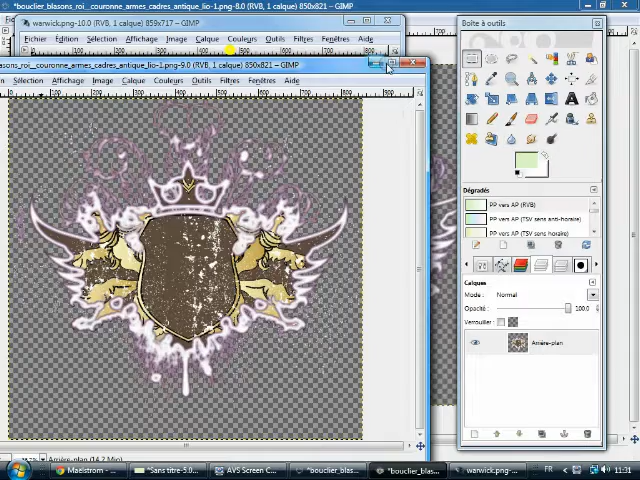 *bouclier_blasons_roi__couronne_armes_cadres_antique_lio-1.png-8.0 (RVB, 1 calque) 850x821 – GIMP
warwick.png-10.0 (RVB, 1 calque) 859x717 – GIMP
Édition Sélection Affichage Image Calque Couleurs Outils Filtres Fenêtres Aide
asons_roi__couronne_armes_cadres_antique_lio-1.png-9.0 (RVB, 1 calque) 850x821 – GIMP
Sélection Affichage Image Calque Couleurs Outils Filtres Fenêtres Aide
Boîte à outils
Dégradés
PP vers AP (RVB)
PP vers AP (TSV sens anti-horaire)
PP vers AP (TSV sens horaire)
Calques
Mode : Normal
Opacité : 100.0
Verrouiller :
Arrière-plan
Arrière-plan (14.2 Mio)
Maelstrom - ...
*Sans titre-5.0 ...
AVS Screen C...
*bouclier_blas...
*bouclier_blas...
warwick.png-...
FR
11:31